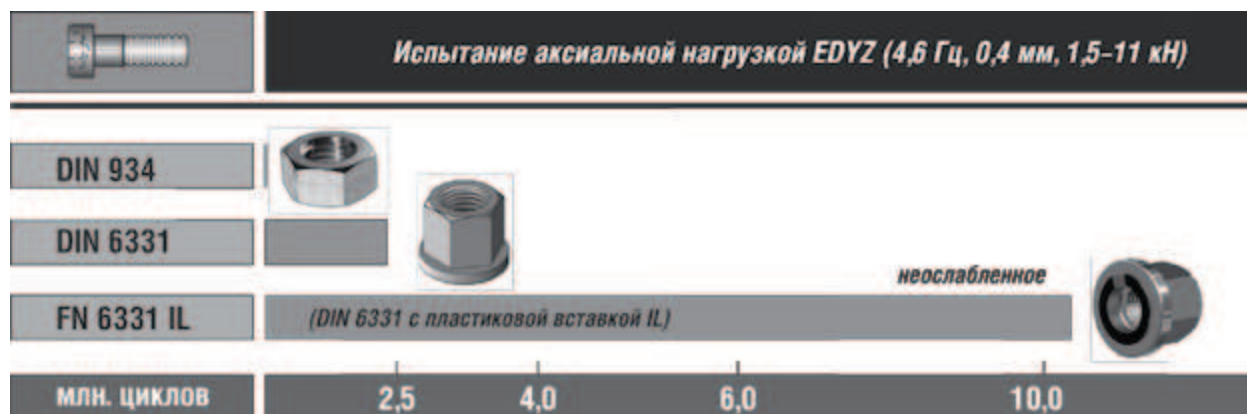 Испытание аксиальной нагрузкой EDYZ (4,6 Гц, 0,4 мм, 1,5–11 кН)
DIN 934
DIN 6331
неослабленное
FN 6331 IL (DIN 6331 с пластиковой вставкой IL)
МЛН. ЦИКЛОВ 2,5 4,0 6,0 10,0